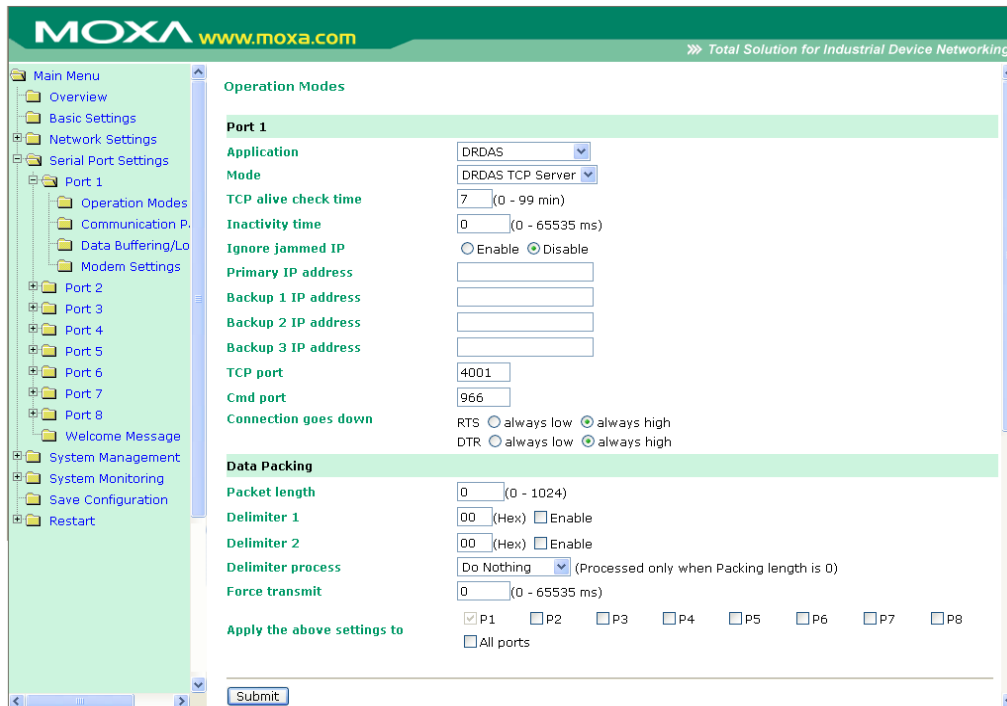 MOXA www.moxa.com
Total Solution for Industrial Device Networking
Main Menu
Overview
Basic Settings
Network Settings
Serial Port Settings
Port 1
Operation Modes
Communication P
Data Buffering/Lo
Modem Settings
Port 2
Port 3
Port 4
Port 5
Port 6
Port 7
Port 8
Welcome Message
System Management
System Monitoring
Save Configuration
Restart
Operation Modes
Port 1
Application DRDAS
Mode DRDAS TCP Server
TCP alive check time 7 (0 - 99 min)
Inactivity time 0 (0 - 65535 ms)
Ignore jammed IP Enable Disable
Primary IP address
Backup 1 IP address
Backup 2 IP address
Backup 3 IP address
TCP port 4001
Cmd port 966
Connection goes down RTS always low always high
DTR always low always high
Data Packing
Packet length 0 (0 - 1024)
Delimiter 1 00 (Hex) Enable
Delimiter 2 00 (Hex) Enable
Delimiter process Do Nothing (Processed only when Packing length is 0)
Force transmit 0 (0 - 65535 ms)
Apply the above settings to P1 P2 P3 P4 P5 P6 P7 P8
All ports
Submit